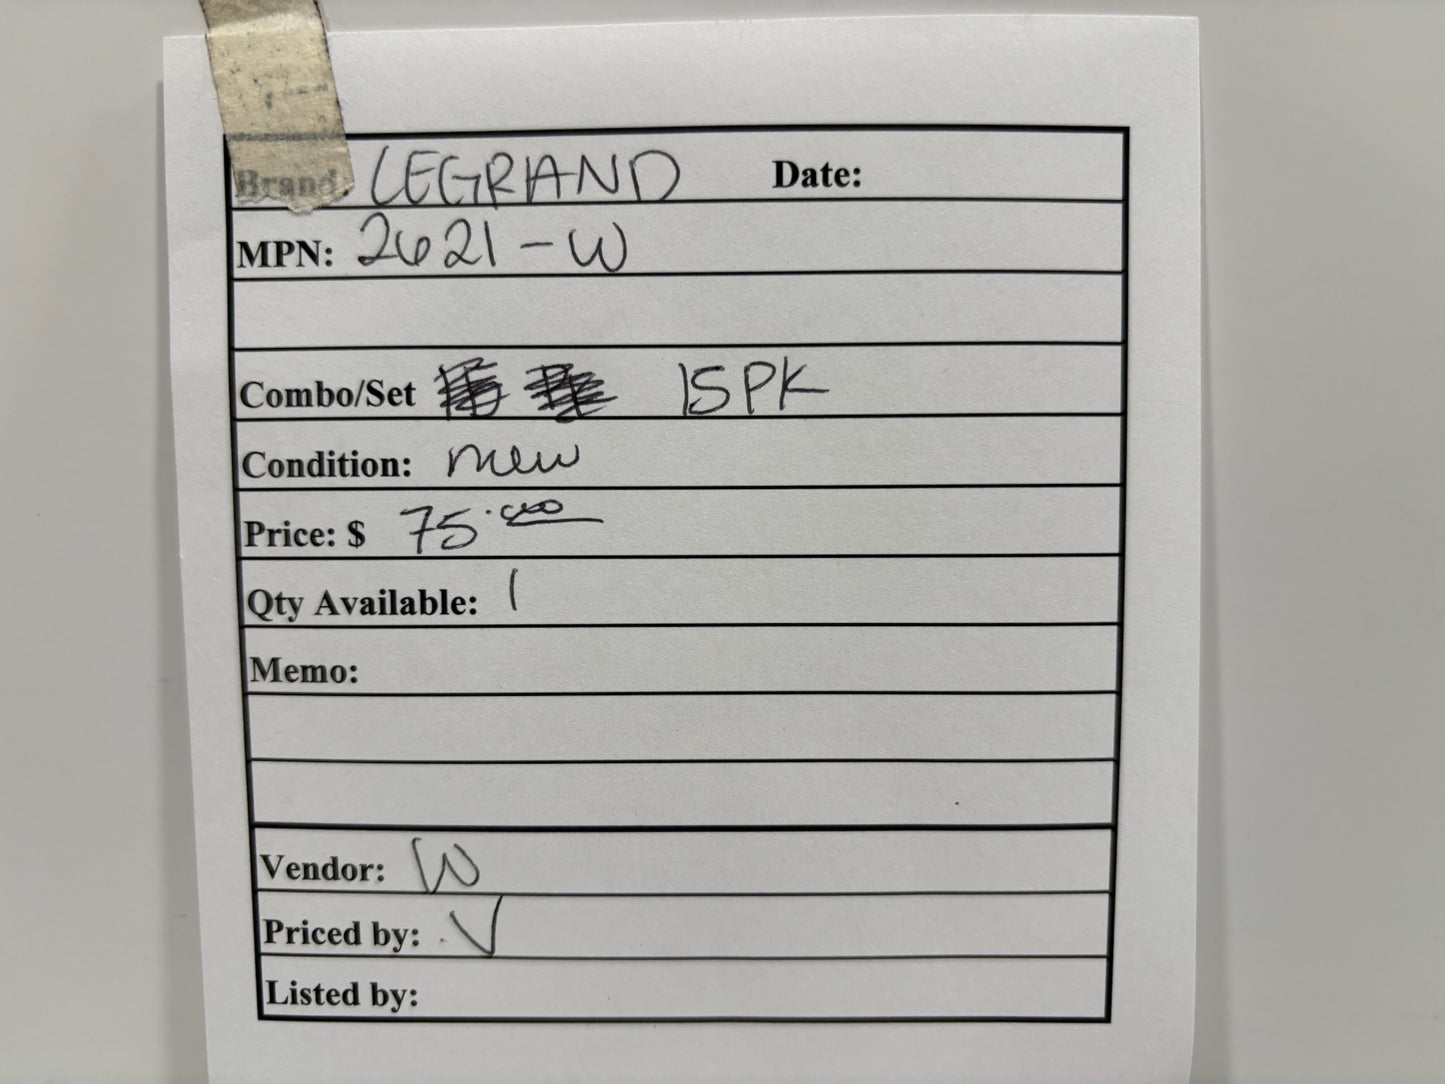 Brand: LEGRAND Date:
MPN: 2621-W
Combo/Set 15PK
Condition: new
Price: $ 75.00
Qty Available: 1
Memo:
Vendor: W
Priced by: V
Listed by: